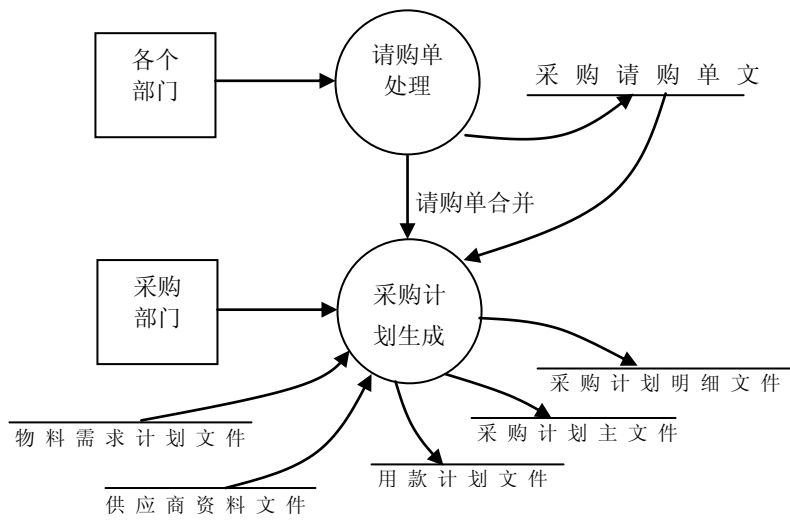 各个
部门
请购单
处理
采购请购单文
请购单合并
采购
部门
采购计
划生成
采购计划明细文件
采购计划主文件
物料需求计划文件
用款计划文件
供应商资料文件